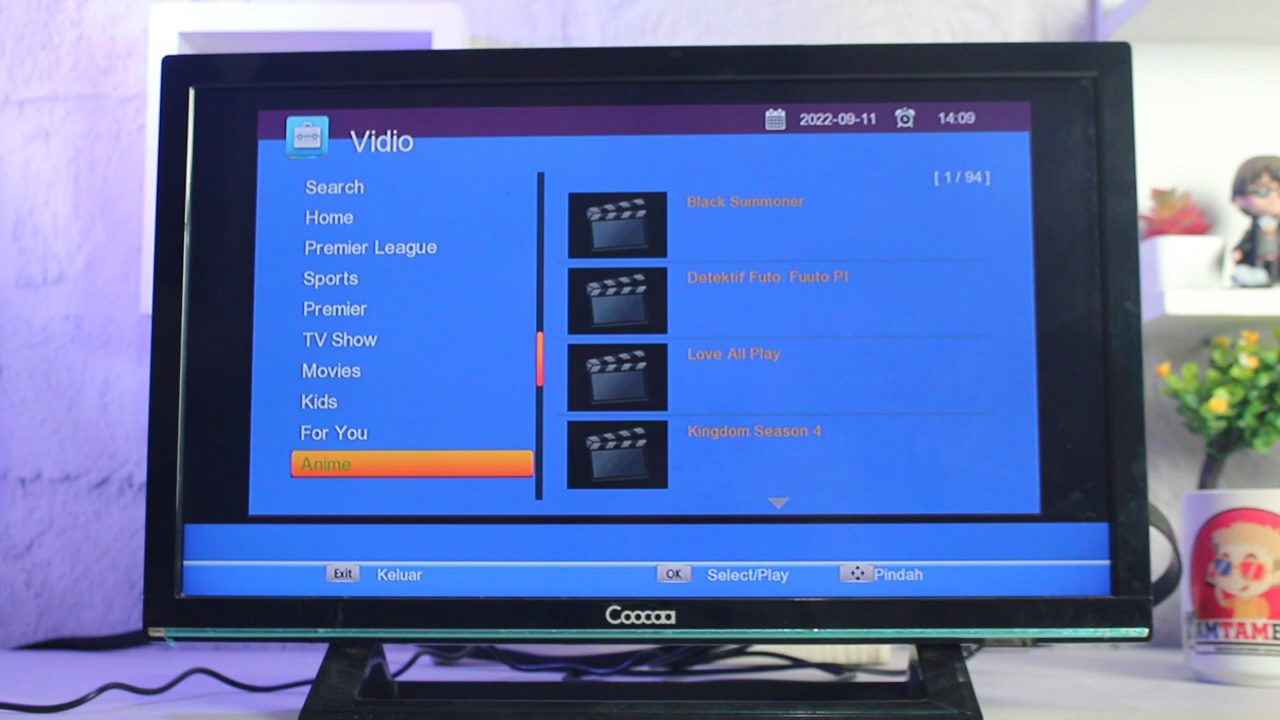 Vidio
2022-09-11
14:09
Search
Home
Premier League
Sports
Premier
TV Show
Movies
Kids
For You
Anime
[ 1 / 94 ]
Black Summoner
Detektif Futo: Fuuto PI
Love All Play
Kingdom Season 4
Exit Keluar
OK Select/Play
Pindah
Coocaa